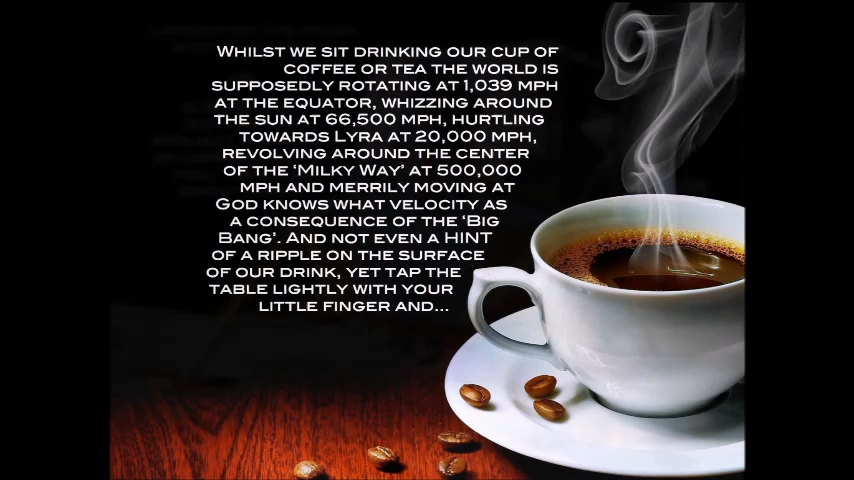 Whilst we sit drinking our cup of
coffee or tea the world is
supposedly rotating at 1,039 mph
at the equator, whizzing around
the sun at 66,500 mph, hurtling
towards Lyra at 20,000 mph,
revolving around the center
of the ‘Milky Way’ at 500,000
mph and merrily moving at
God knows what velocity as
a consequence of the ‘Big
Bang’. And not even a HINT
of a ripple on the surface
of our drink, yet tap the
table lightly with your
little finger and...